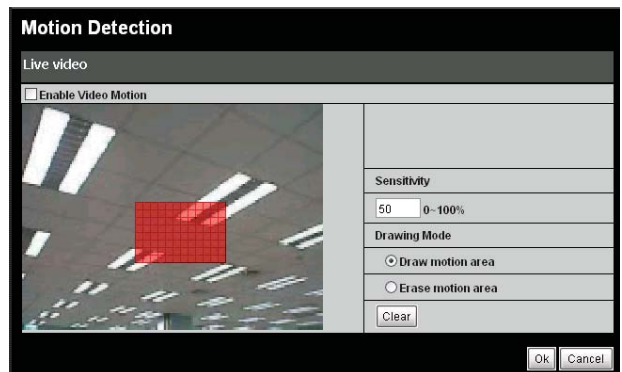 Motion Detection
Live video
Enable Video Motion
Sensitivity
50 0~100%
Drawing Mode
Draw motion area
Erase motion area
Clear
Ok Cancel